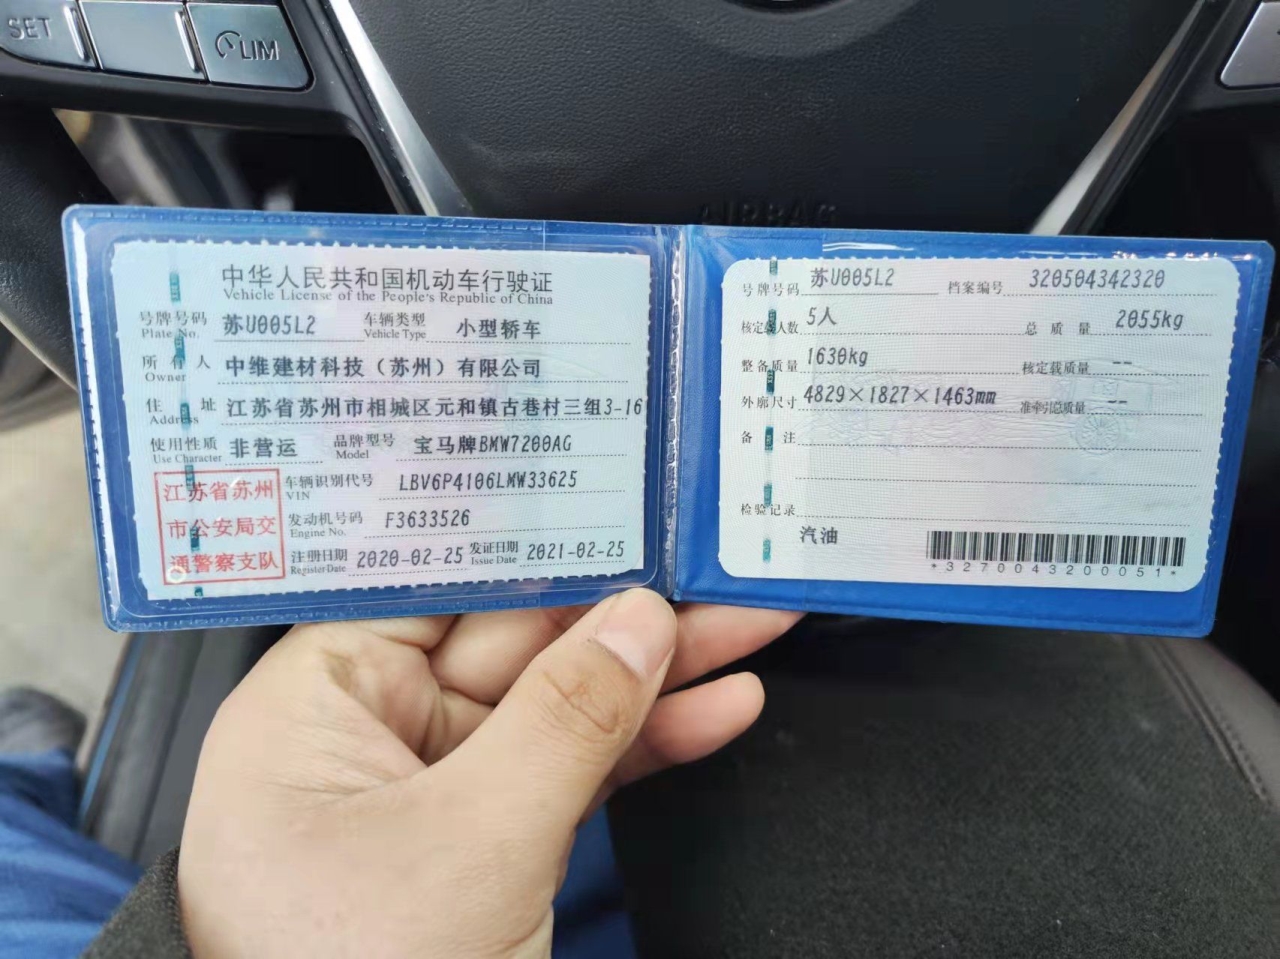 SET
LIM
AIRBAG
中华人民共和国机动车行驶证
Vehicle License of the People's Republic of China
号牌号码 苏U005L2 车辆类型 小型轿车
Plate No. Vehicle Type
所有人 中维建材科技（苏州）有限公司
Owner
住址 江苏省苏州市相城区元和镇古巷村三组3-16
Address
使用性质 非营运 品牌型号 宝马牌BMW7200AG
Use Character Model
江苏省苏州
市公安局交
通警察支队
车辆识别代号 LBV6P4106LMW33625
VIN
发动机号码 F3633526
Engine No.
注册日期 2020-02-25 发证日期 2021-02-25
Register Date Issue Date
号牌号码 苏U005L2 档案编号 320504342320
核定载人数 5人 总质量 2055kg
整备质量 1630kg 核定载质量 --
外廓尺寸 4829×1827×1463mm 准牵引总质量 --
备注
检验记录
汽油
*3270043200051*